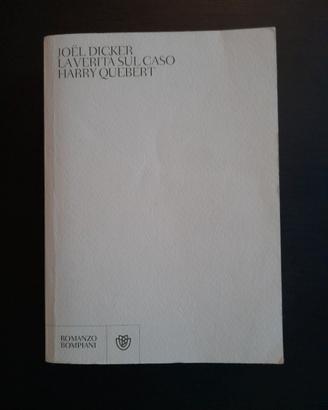 JOËL DICKER
LA VERITÀ SUL CASO
HARRY QUEBERT
ROMANZO
BOMPIANI